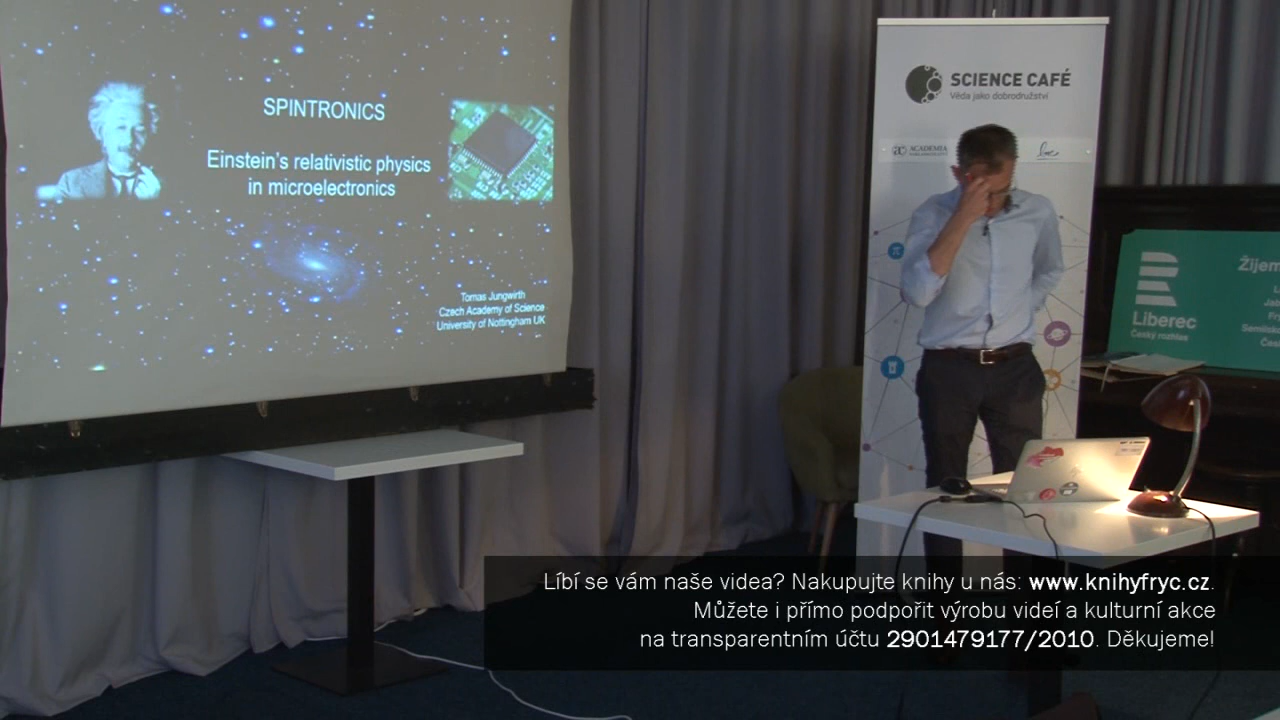 SPINTRONICS
Einstein's relativistic physics
in microelectronics
Tomas Jungwirth
Czech Academy of Science
University of Nottingham UK
SCIENCE CAFÉ
Věda jako dobrodružství
ACADEMIA
Liberec
Český rozhlas
Žijem
Líbí se vám naše videa? Nakupujte knihy u nás: www.knihyfryc.cz.
Můžete i přímo podpořit výrobu videí a kulturní akce
na transparentním účtu 2901479177/2010. Děkujeme!